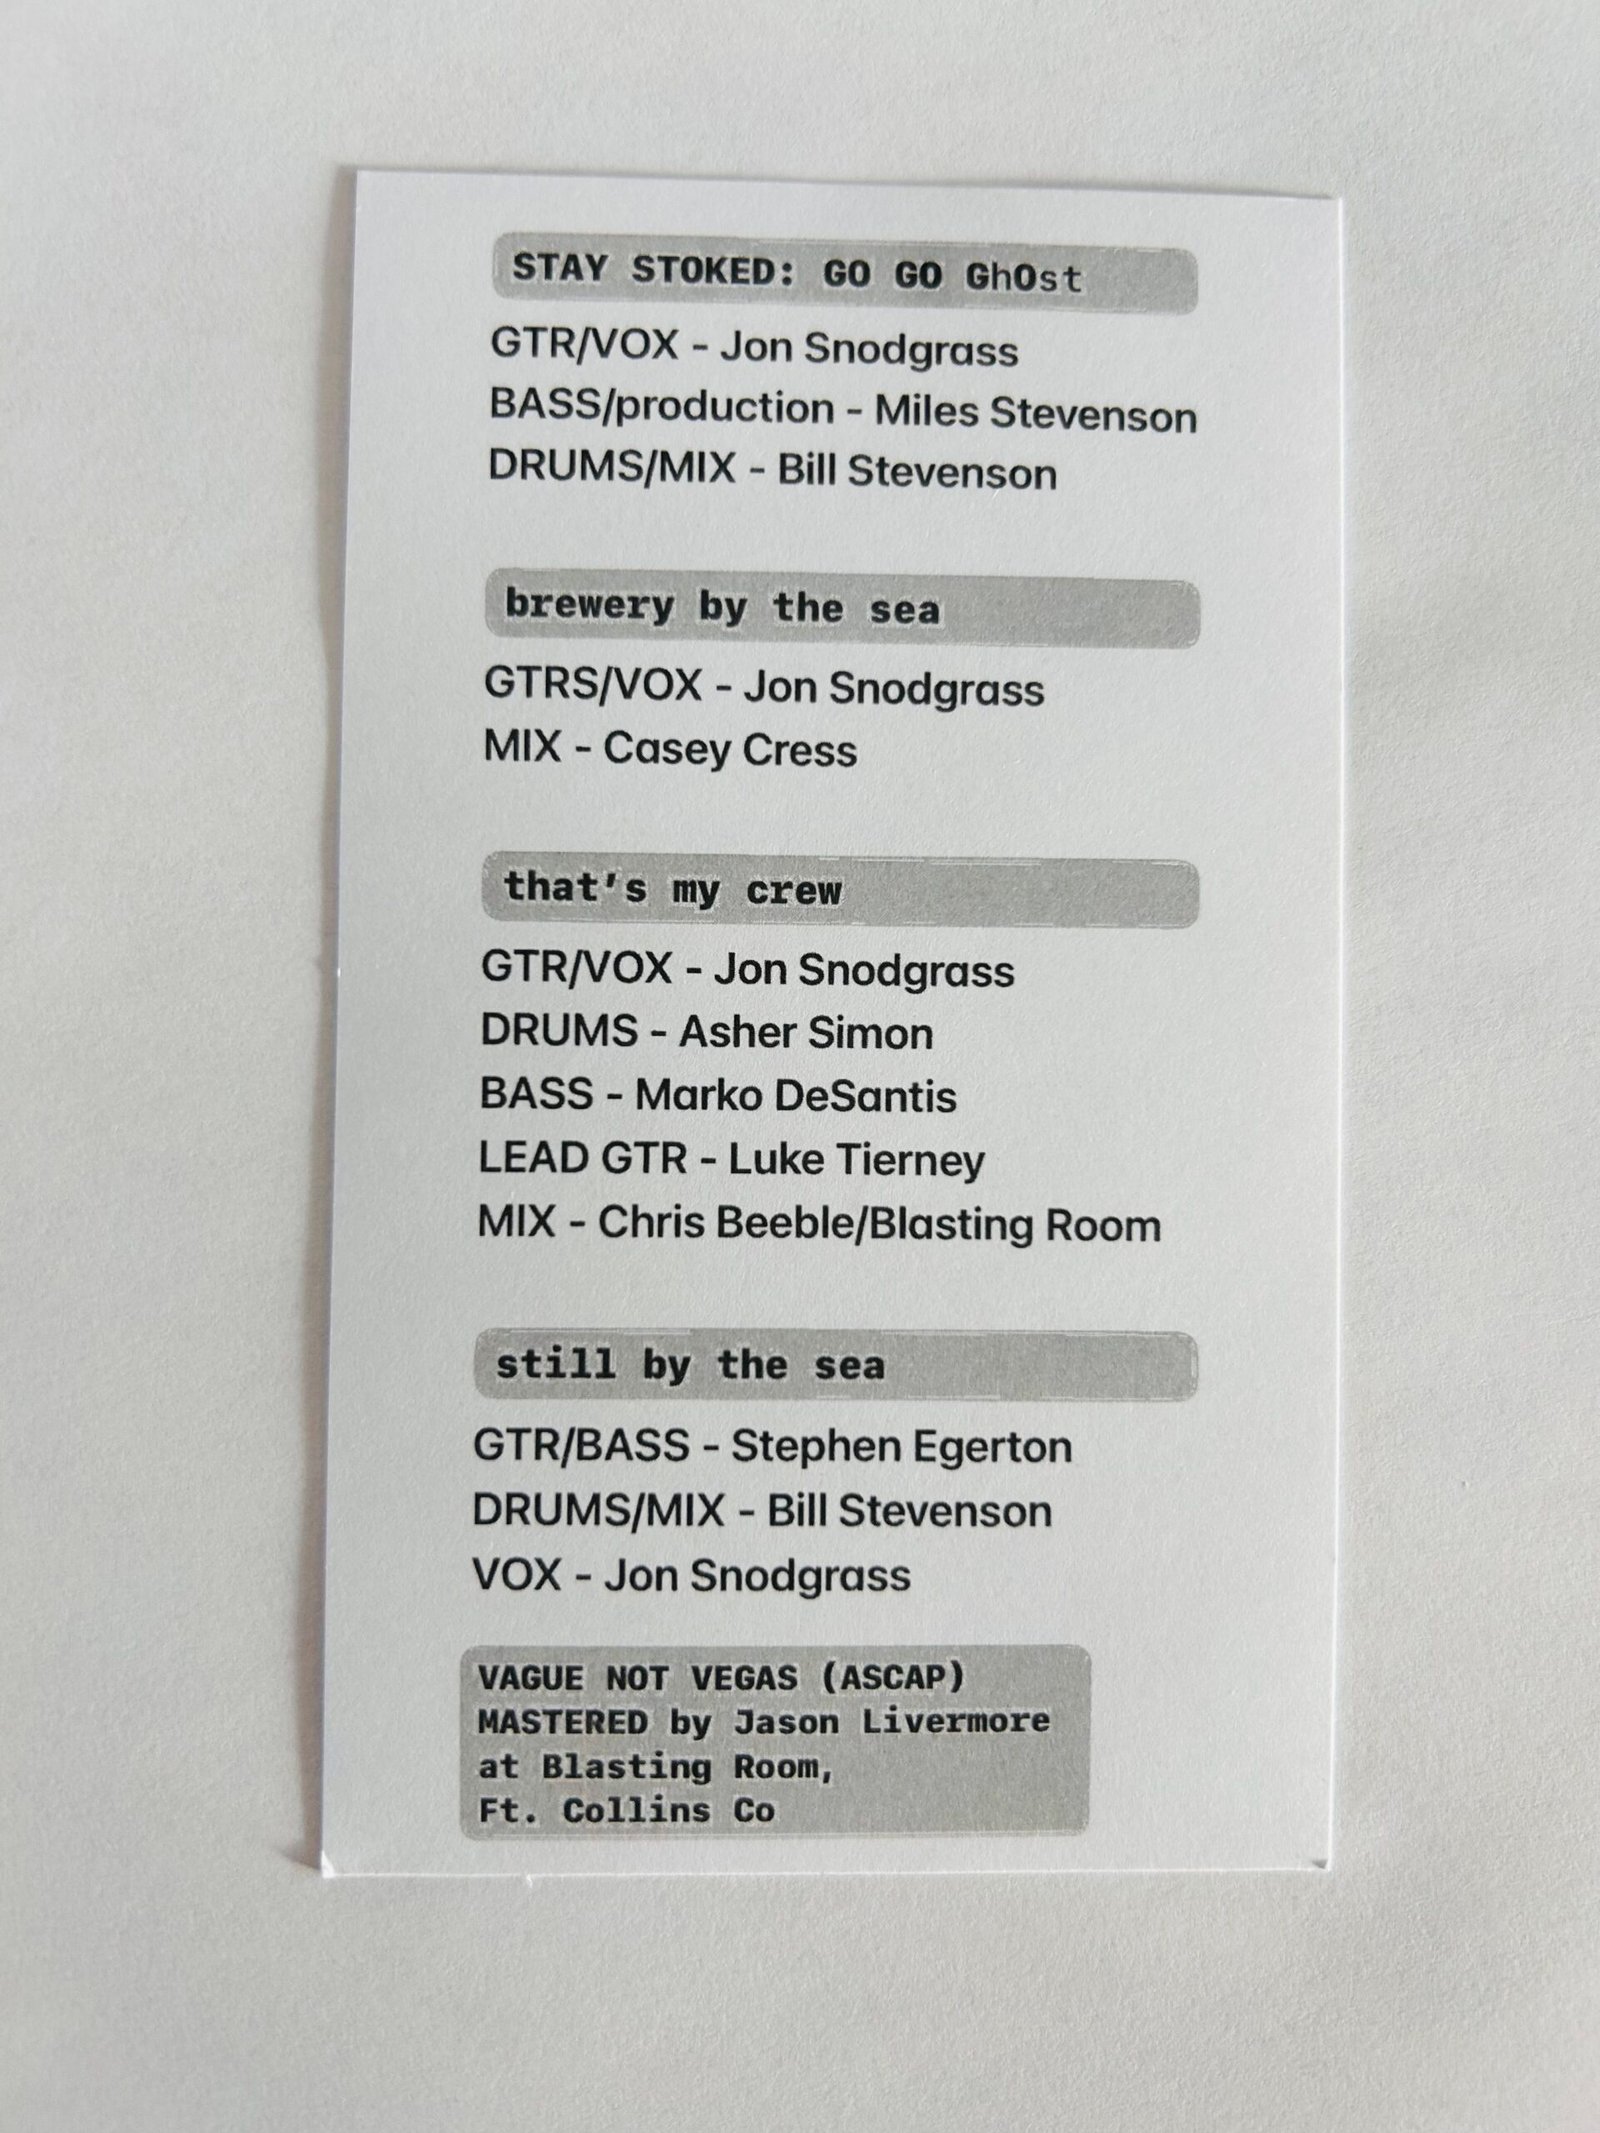 STAY STOKED: GO GO GhOst
GTR/VOX - Jon Snodgrass
BASS/production - Miles Stevenson
DRUMS/MIX - Bill Stevenson
brewery by the sea
GTRS/VOX - Jon Snodgrass
MIX - Casey Cress
that's my crew
GTR/VOX - Jon Snodgrass
DRUMS - Asher Simon
BASS - Marko DeSantis
LEAD GTR - Luke Tierney
MIX - Chris Beeble/Blasting Room
still by the sea
GTR/BASS - Stephen Egerton
DRUMS/MIX - Bill Stevenson
VOX - Jon Snodgrass
VAGUE NOT VEGAS (ASCAP)
MASTERED by Jason Livermore
at Blasting Room,
Ft. Collins Co